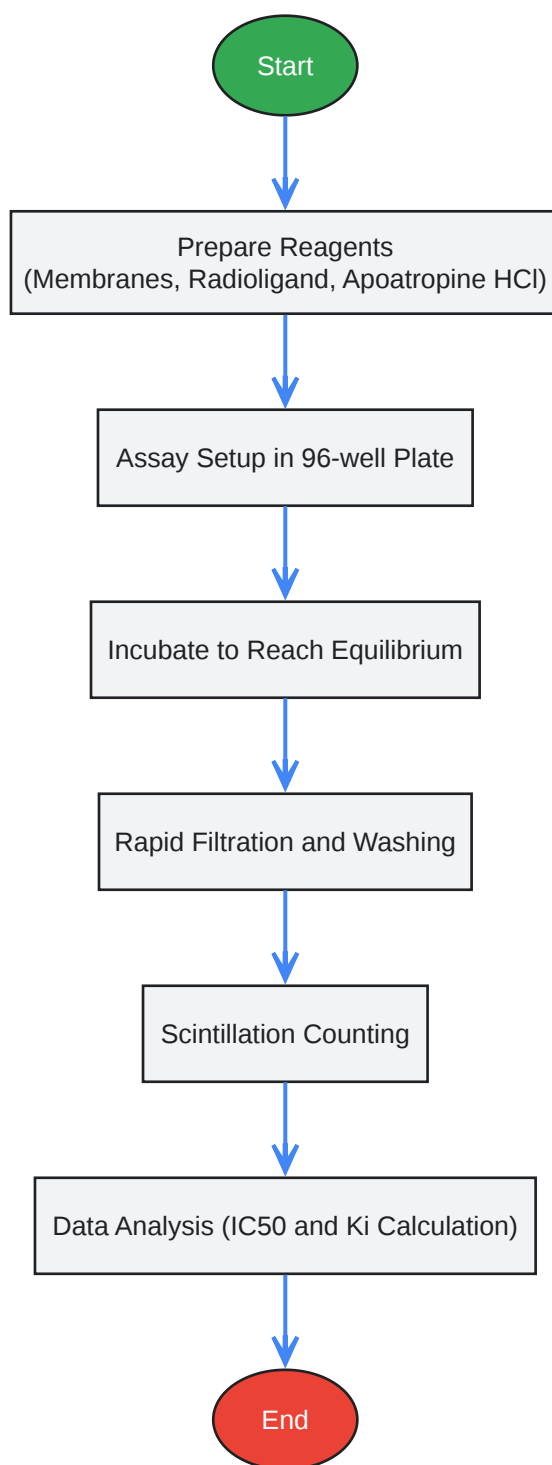 Start
Prepare Reagents
(Membranes, Radioligand, Apoatropine HCl)
Assay Setup in 96-well Plate
Incubate to Reach Equilibrium
Rapid Filtration and Washing
Scintillation Counting
Data Analysis (IC50 and Ki Calculation)
End